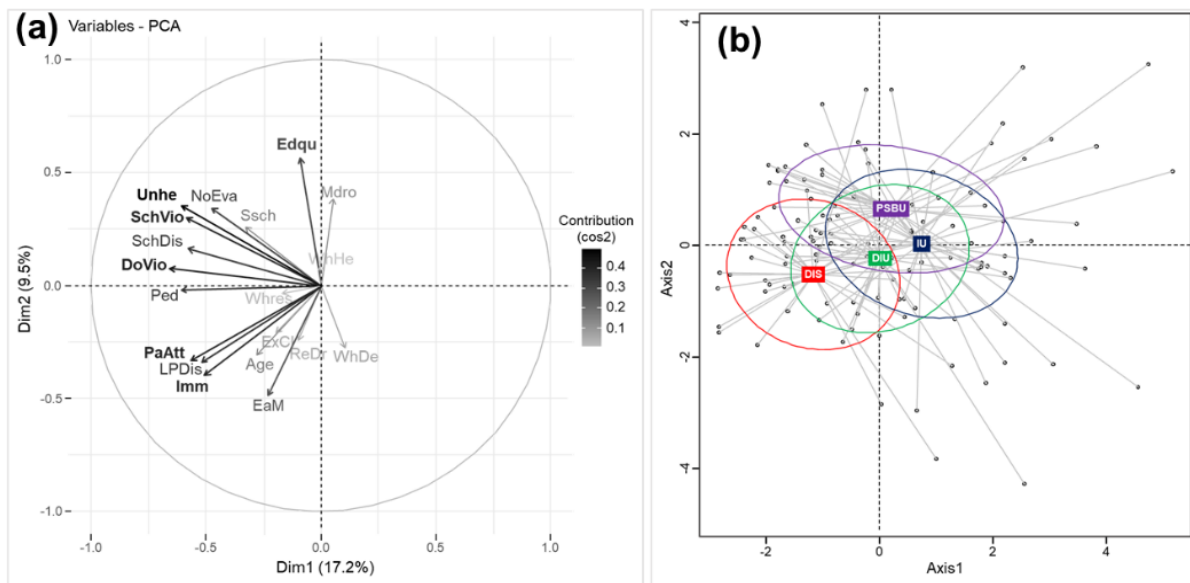 (a)
Variables - PCA
1.0
0.5
0.0
-0.5
-1.0
Dim2 (9.5%)
Edqu
Mdro
Unhe
NoEva
SchVio
Ssch
SchDis
WhHe
DoVio
Ped
Whres
PaAtt
LPDis
Imm
ExCl
Age
ReDr
WhDe
EaM
-1.0 -0.5 0.0 0.5 1.0
Dim1 (17.2%)
Contribution
(cos2)
0.4
0.3
0.2
0.1
(b)
4
2
0
-2
-4
Axis2
PSBU
IU
DIU
DIS
-2 0 2 4
Axis1